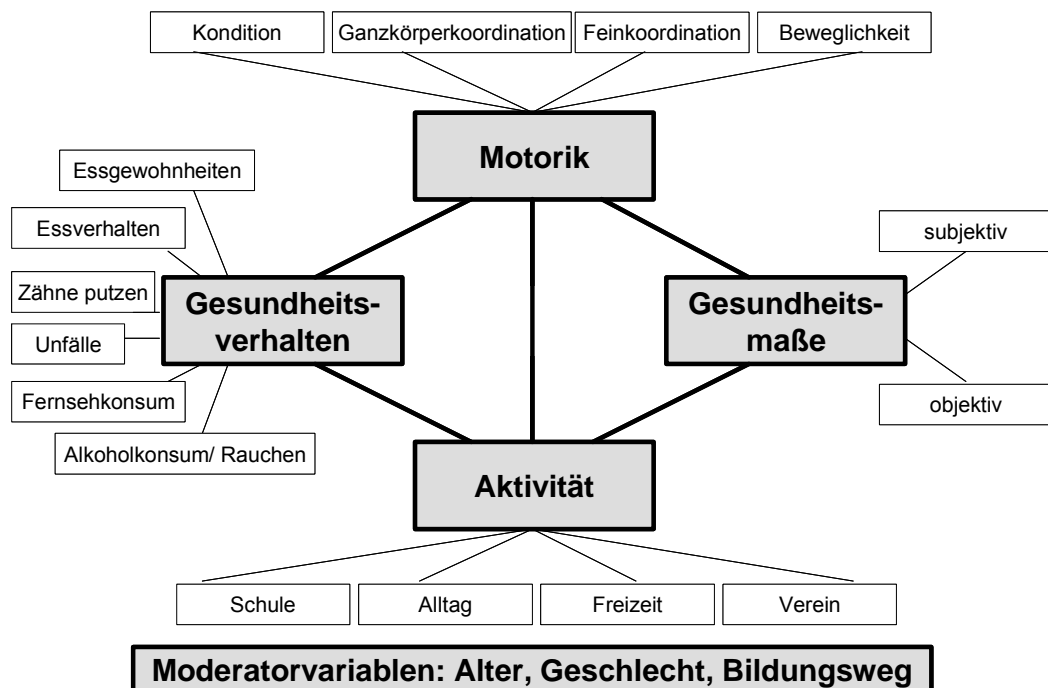 Kondition
Ganzkörperkoordination
Feinkoordination
Beweglichkeit
Motorik
Essgewohnheiten
Essverhalten
Zähne putzen
Unfälle
Fernsehkonsum
Alkoholkonsum/ Rauchen
Gesundheits-
verhalten
Gesundheits-
maße
subjektiv
objektiv
Aktivität
Schule
Alltag
Freizeit
Verein
Moderatorvariablen: Alter, Geschlecht, Bildungsweg